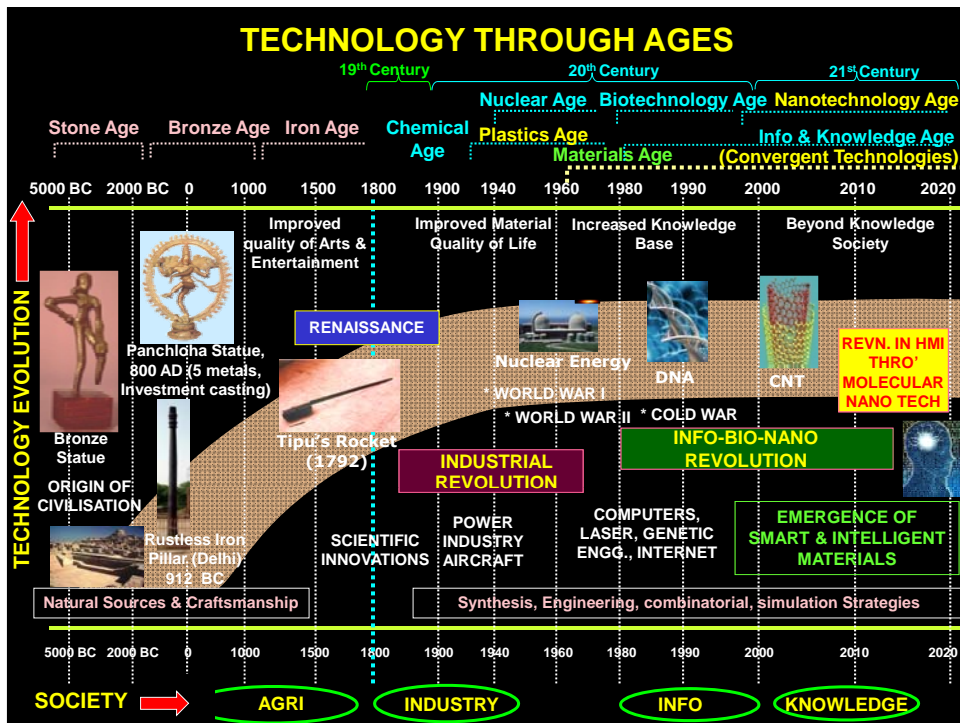 TECHNOLOGY THROUGH AGES
19th Century
20th Century
21st Century
Nuclear Age
Biotechnology Age
Nanotechnology Age
Stone Age
Bronze Age
Iron Age
Chemical
Age
Plastics Age
Info & Knowledge Age
Materials Age
(Convergent Technologies)
5000 BC 2000 BC 0 1000 1500 1800 1900 1940 1960 1980 1990 2000 2010 2020
Improved
quality of Arts &
Entertainment
Improved Material
Quality of Life
Increased Knowledge
Base
Beyond Knowledge
Society
TECHNOLOGY EVOLUTION
Bronze
Statue
Panchloha Statue,
800 AD (5 metals,
Investment casting)
RENAISSANCE
Tipu's Rocket
(1792)
Nuclear Energy
DNA
CNT
REVN. IN HMI
THRO'
MOLECULAR
NANO TECH
* WORLD WAR I
* WORLD WAR II
* COLD WAR
INDUSTRIAL
REVOLUTION
INFO-BIO-NANO
REVOLUTION
ORIGIN OF
CIVILISATION
Rustless Iron
Pillar (Delhi)
912 BC
SCIENTIFIC
INNOVATIONS
POWER
INDUSTRY
AIRCRAFT
COMPUTERS,
LASER, GENETIC
ENGG., INTERNET
EMERGENCE OF
SMART & INTELLIGENT
MATERIALS
Natural Sources & Craftsmanship
Synthesis, Engineering, combinatorial, simulation Strategies
5000 BC 2000 BC 0 1000 1500 1800 1900 1940 1960 1980 1990 2000 2010 2020
SOCIETY
AGRI
INDUSTRY
INFO
KNOWLEDGE